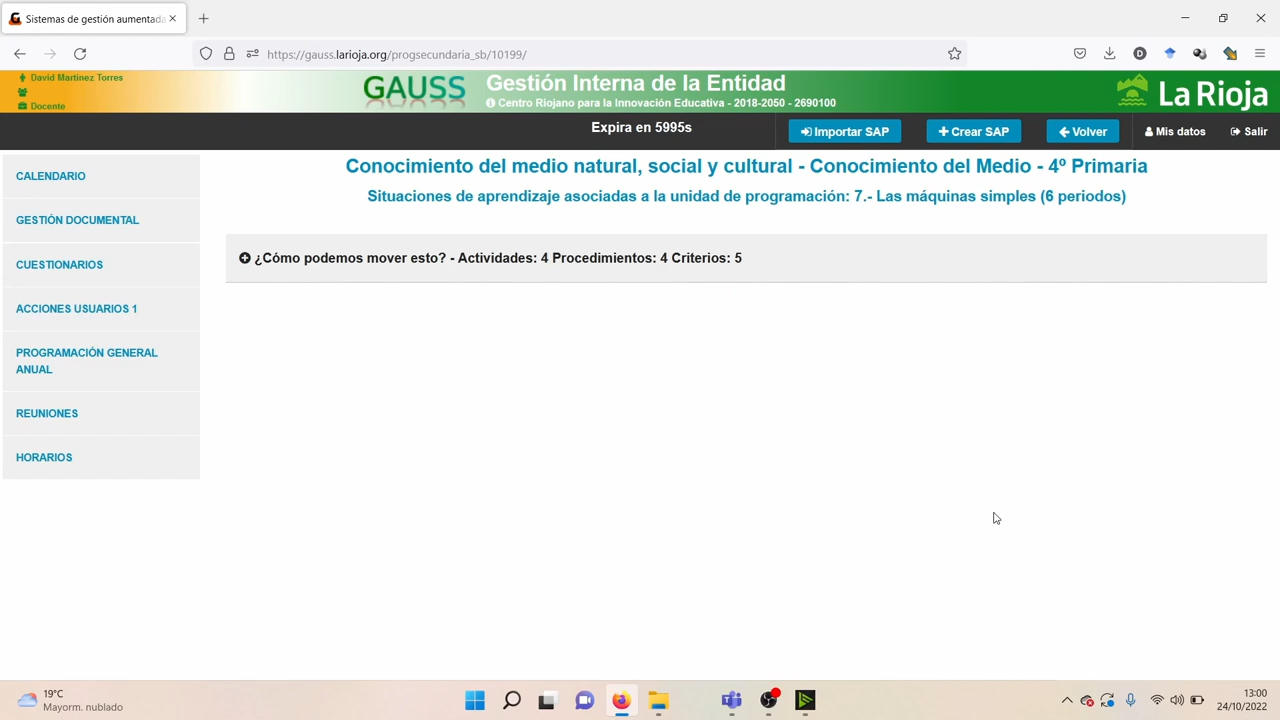 Sistemas de gestión aumentada
https://gauss.larioja.org/progsecundaria_sb/10199/
David Martinez Torres
Docente
GAUSS
Gestión Interna de la Entidad
Centro Riojano para la Innovación Educativa - 2018-2050 - 2690100
La Rioja
Expira en 5995s
Importar SAP
Crear SAP
Volver
Mis datos
Salir
CALENDARIO
GESTIÓN DOCUMENTAL
CUESTIONARIOS
ACCIONES USUARIOS 1
PROGRAMACIÓN GENERAL
ANUAL
REUNIONES
HORARIOS
Conocimiento del medio natural, social y cultural - Conocimiento del Medio - 4º Primaria
Situaciones de aprendizaje asociadas a la unidad de programación: 7.- Las máquinas simples (6 periodos)
¿Cómo podemos mover esto? - Actividades: 4 Procedimientos: 4 Criterios: 5
19°C
Mayorm. nublado
13:00
24/10/2022